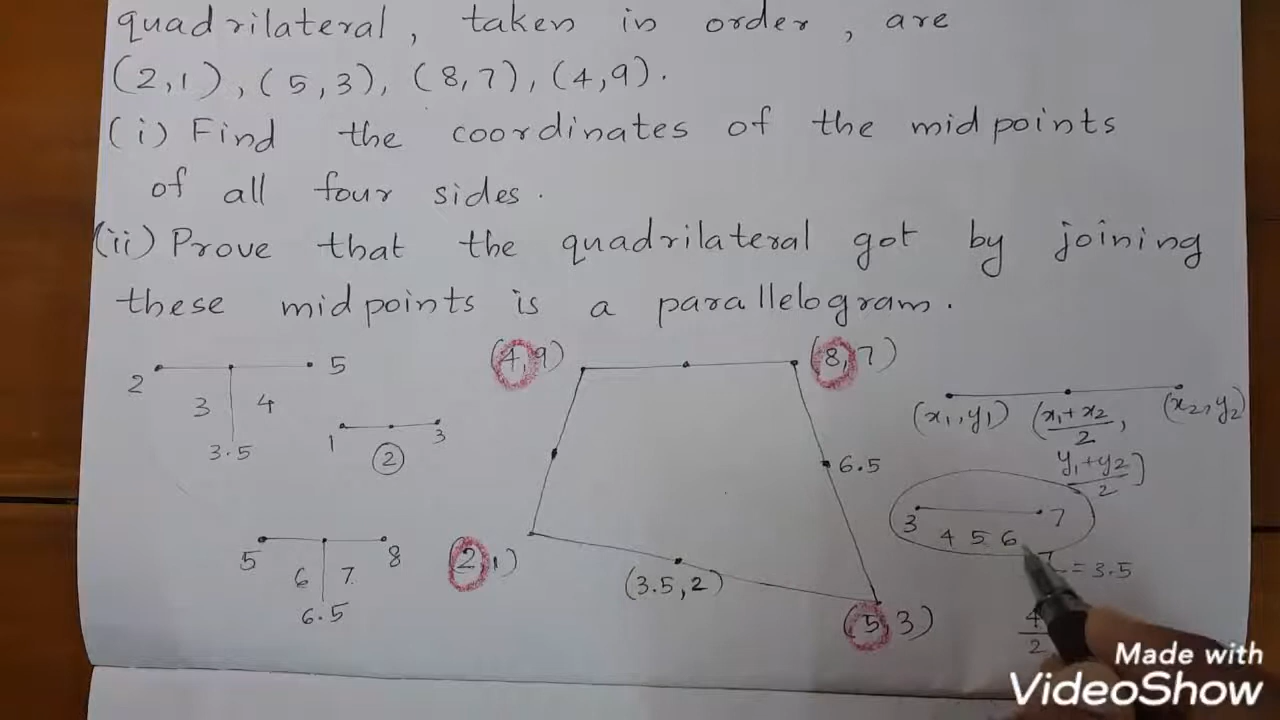 quadrilateral, taken in order, are
(2,1), (5,3), (8,7), (4,9).
(i) Find the coordinates of the midpoints
of all four sides.
(ii) Prove that the quadrilateral got by joining
these midpoints is a parallelogram.
2 5
3 4
3.5
1 3
2
5 8
6 7
6.5
(4,9) (8,7)
6.5
(2,1)
(3.5,2)
(5,3)
(x₁,y₁) (x₁+x₂/2, (x₂,y₂)
y₁+y₂/2)
3 7
4 5 6
= 3.5
4/2
Made with
VideoShow